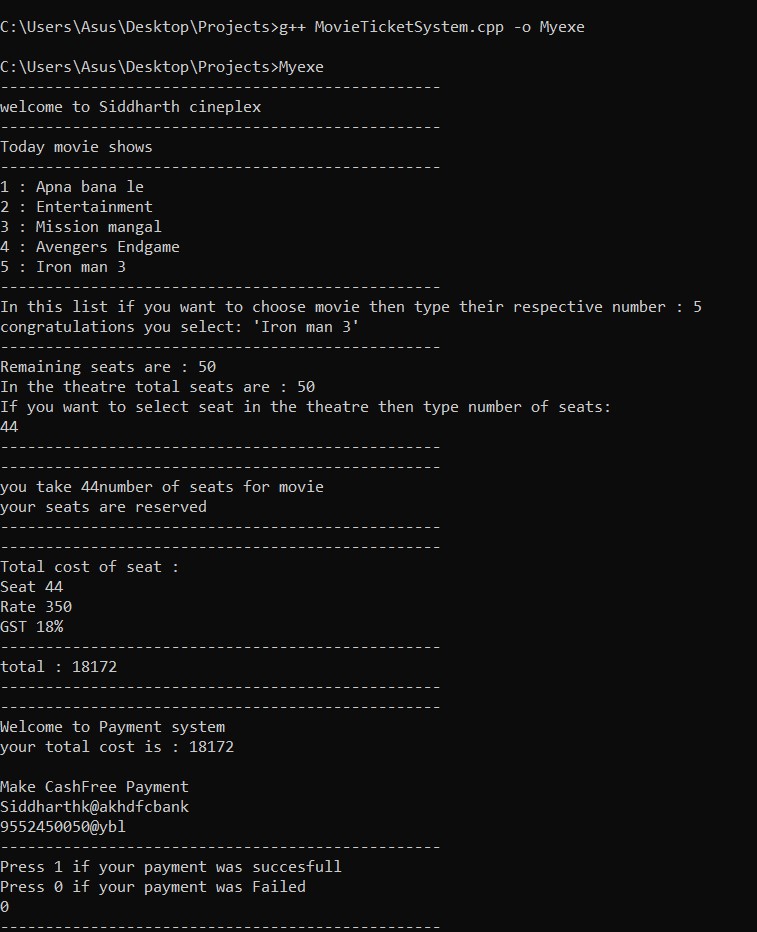 C:\Users\Asus\Desktop\Projects>g++ MovieTicketSystem.cpp -o Myexe
C:\Users\Asus\Desktop\Projects>Myexe
-------------------------------------------------
welcome to Siddharth cineplex
-------------------------------------------------
Today movie shows
-------------------------------------------------
1 : Apna bana le
2 : Entertainment
3 : Mission mangal
4 : Avengers Endgame
5 : Iron man 3
-------------------------------------------------
In this list if you want to choose movie then type their respective number : 5
congratulations you select: 'Iron man 3'
-------------------------------------------------
Remaining seats are : 50
In the theatre total seats are : 50
If you want to select seat in the theatre then type number of seats:
44
-------------------------------------------------
-------------------------------------------------
you take 44number of seats for movie
your seats are reserved
-------------------------------------------------
-------------------------------------------------
Total cost of seat :
Seat 44
Rate 350
GST 18%
-------------------------------------------------
total : 18172
-------------------------------------------------
-------------------------------------------------
Welcome to Payment system
your total cost is : 18172
Make CashFree Payment
Siddharthk@akhdfcbank
9552450050@ybl
-------------------------------------------------
Press 1 if your payment was succesfull
Press 0 if your payment was Failed
0
-------------------------------------------------